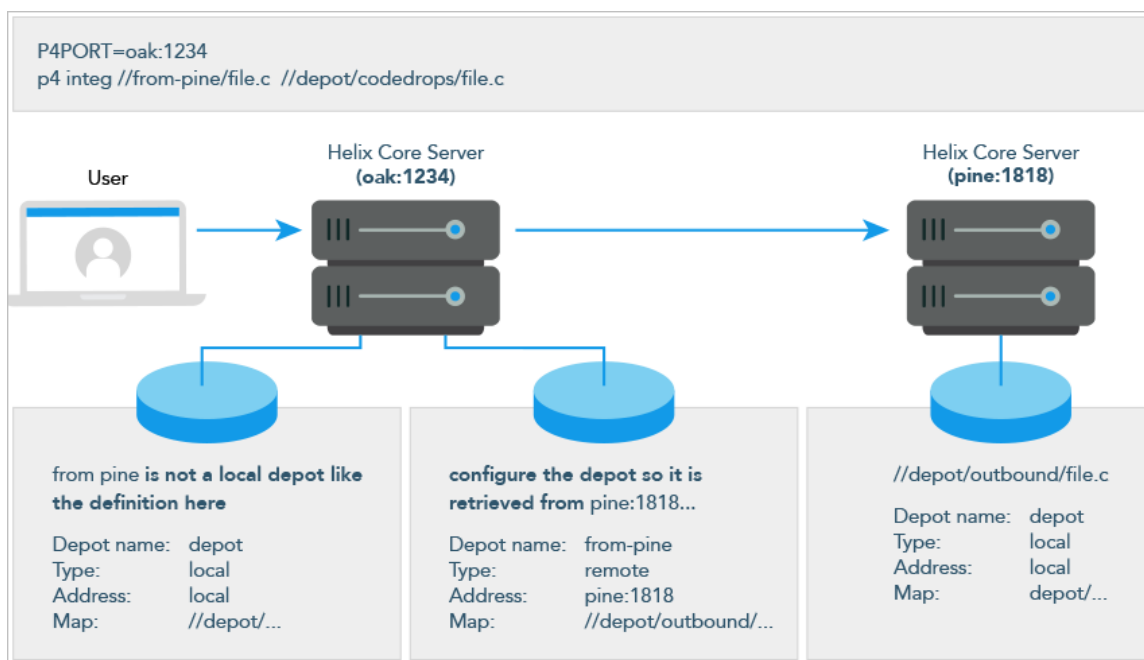 P4PORT=oak:1234
p4 integ //from-pine/file.c //depot/codedrops/file.c
User
Helix Core Server
(oak:1234)
Helix Core Server
(pine:1818)
from pine is not a local depot like
the definition here
Depot name: depot
Type: local
Address: local
Map: //depot/...
configure the depot so it is
retrieved from pine:1818...
Depot name: from-pine
Type: remote
Address: pine:1818
Map: //depot/outbound/...
//depot/outbound/file.c
Depot name: depot
Type: local
Address: local
Map: depot/...